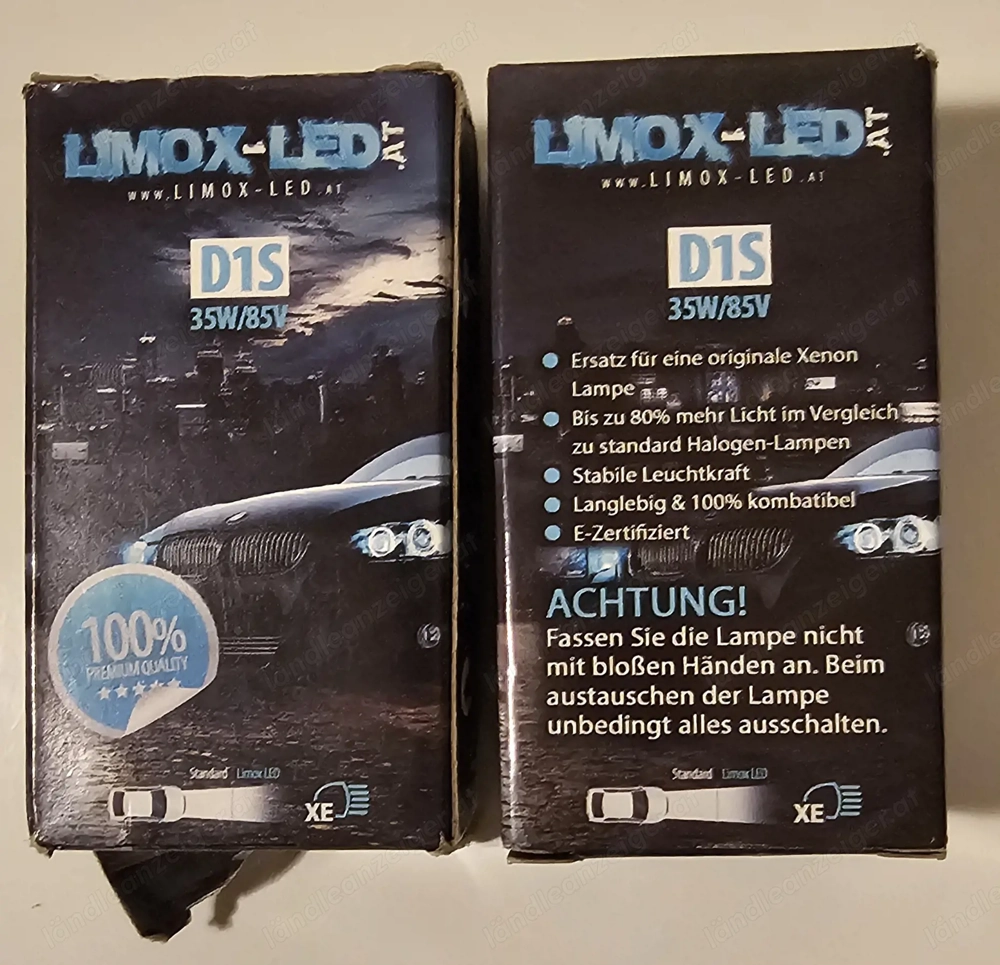 LIMOX-LED.AT
www.LIMOX-LED.AT
D1S
35W/85V
100%
PREMIUM QUALITY
Standard Limox LED
XE
LIMOX-LED.AT
www.LIMOX-LED.AT
D1S
35W/85V
Ersatz für eine originale Xenon
Lampe
Bis zu 80% mehr Licht im Vergleich
zu standard Halogen-Lampen
Stabile Leuchtkraft
Langlebig & 100% kombatibel
E-Zertifiziert
ACHTUNG!
Fassen Sie die Lampe nicht
mit bloßen Händen an. Beim
austauschen der Lampe
unbedingt alles ausschalten.
Standard Limox LED
XE
ländleanzeiger.at